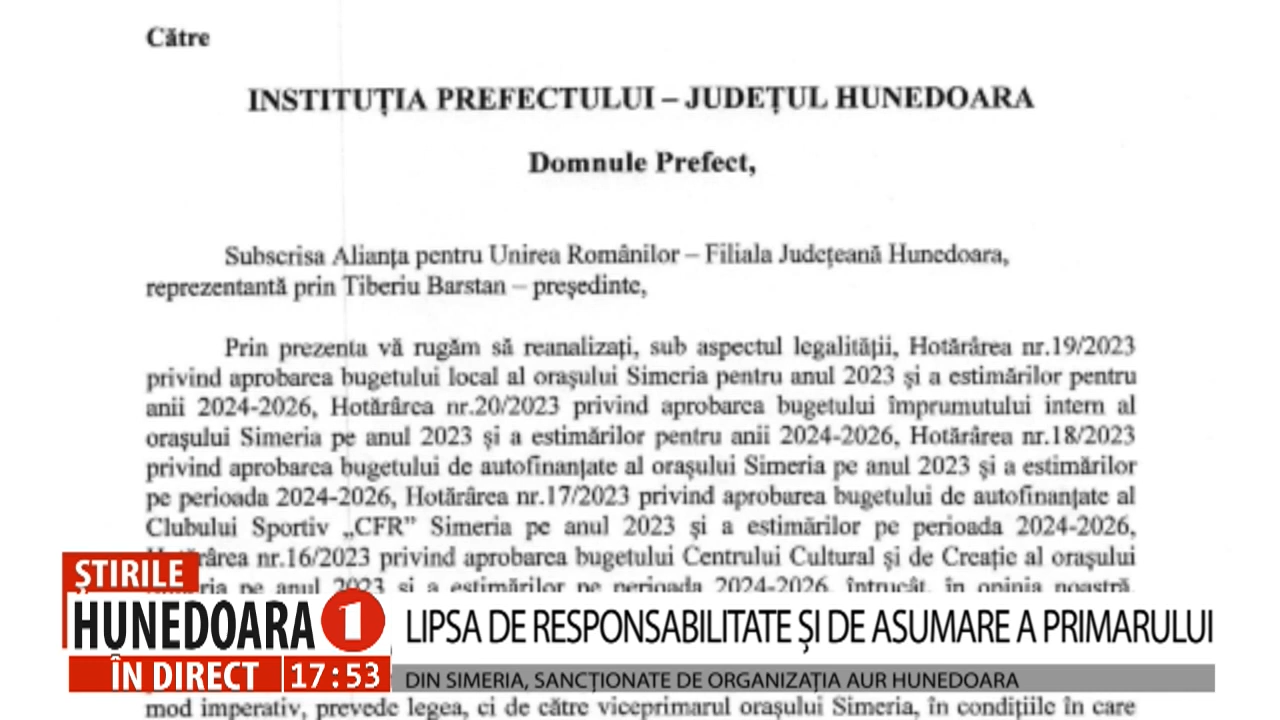 Către
INSTITUȚIA PREFECTULUI – JUDEȚUL HUNEDOARA
Domnule Prefect,
Subscrisa Alianța pentru Unirea Românilor – Filiala Județeană Hunedoara,
reprezentantă prin Tiberiu Barstan – președinte,
Prin prezenta vă rugăm să reanalizați, sub aspectul legalității, Hotărârea nr.19/2023
privind aprobarea bugetului local al orașului Simeria pentru anul 2023 și a estimărilor pentru
anii 2024-2026, Hotărârea nr.20/2023 privind aprobarea bugetului împrumutului intern al
orașului Simeria pe anul 2023 și a estimărilor pentru anii 2024-2026, Hotărârea nr.18/2023
privind aprobarea bugetului de autofinanțate al orașului Simeria pe anul 2023 și a estimărilor
pe perioada 2024-2026, Hotărârea nr.17/2023 privind aprobarea bugetului de autofinanțate al
Clubului Sportiv „CFR” Simeria pe anul 2023 și a estimărilor pe perioada 2024-2026,
nr.16/2023 privind aprobarea bugetului Centrului Cultural și de Creație al orașului
pe anul 2023 și a estimărilor pe perioada 2024-2026, întrucât, în opinia noastră,
ȘTIRILE
HUNEDOARA 1
ÎN DIRECT 17:53
LIPSA DE RESPONSABILITATE ȘI DE ASUMARE A PRIMARULUI
DIN SIMERIA, SANCȚIONATE DE ORGANIZAȚIA AUR HUNEDOARA
mod imperativ, prevede legea, ci de către viceprimarul orașului Simeria, în condițiile în care